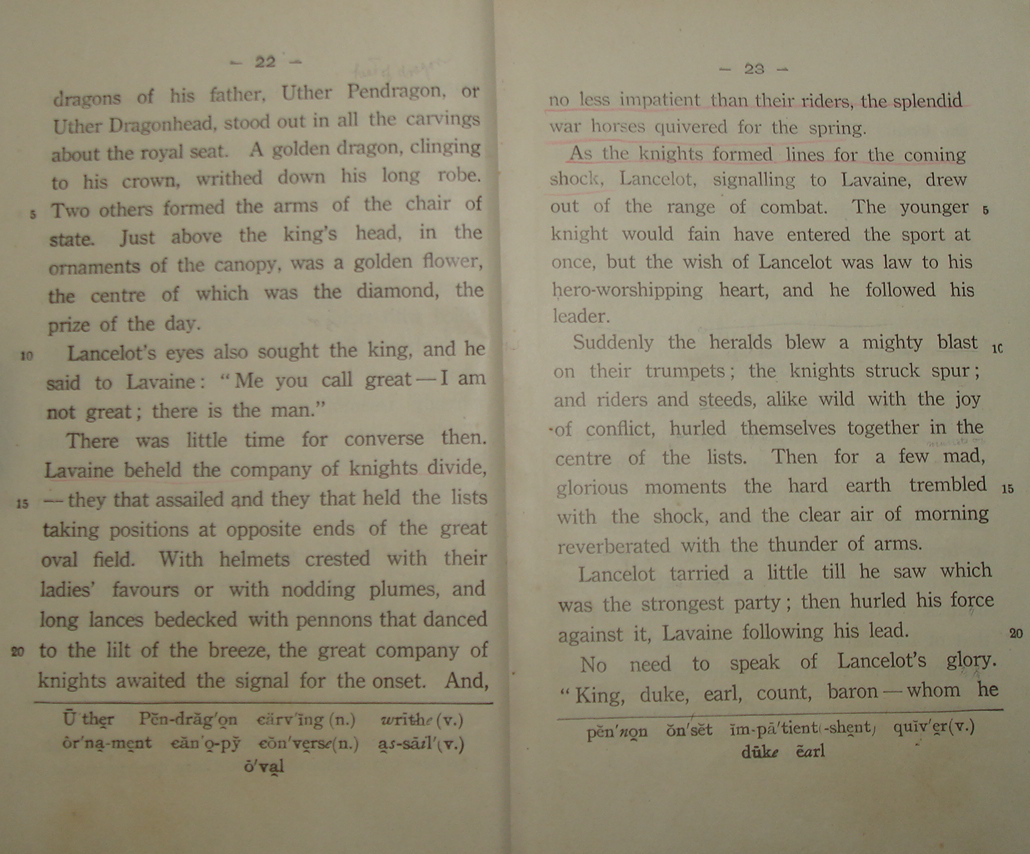 — 22 —
dragons of his father, Uther Pendragon, or
Uther Dragonhead, stood out in all the carvings
about the royal seat. A golden dragon, clinging
to his crown, writhed down his long robe.
5 Two others formed the arms of the chair of
state. Just above the king's head, in the
ornaments of the canopy, was a golden flower,
the centre of which was the diamond, the
prize of the day.
10 Lancelot's eyes also sought the king, and he
said to Lavaine: “Me you call great—I am
not great; there is the man.”
There was little time for converse then.
Lavaine beheld the company of knights divide,
15 —they that assailed and they that held the lists
taking positions at opposite ends of the great
oval field. With helmets crested with their
ladies' favours or with nodding plumes, and
long lances bedecked with pennons that danced
20 to the lilt of the breeze, the great company of
knights awaited the signal for the onset. And,
Ū'ther̤ Pĕn-drăg'o̤n cärv'ing (n.) writhe (v.)
ôr'na̤-me̤nt căn'o̤-py̆ cŏn'verse (n.) a̤s-sāil' (v.)
ō'va̤l
— 23 —
no less impatient than their riders, the splendid
war horses quivered for the spring.
As the knights formed lines for the coming
shock, Lancelot, signalling to Lavaine, drew
out of the range of combat. The younger 5
knight would fain have entered the sport at
once, but the wish of Lancelot was law to his
hero-worshipping heart, and he followed his
leader.
Suddenly the heralds blew a mighty blast 10
on their trumpets; the knights struck spur;
and riders and steeds, alike wild with the joy
of conflict, hurled themselves together in the
centre of the lists. Then for a few mad,
glorious moments the hard earth trembled 15
with the shock, and the clear air of morning
reverberated with the thunder of arms.
Lancelot tarried a little till he saw which
was the strongest party; then hurled his force
against it, Lavaine following his lead. 20
No need to speak of Lancelot's glory.
“King, duke, earl, count, baron—whom he
pĕn'no̤n ŏn'sĕt ĭm-pā'tient (-she̤nt) quĭv'e̤r (v.)
dūke ẽarl